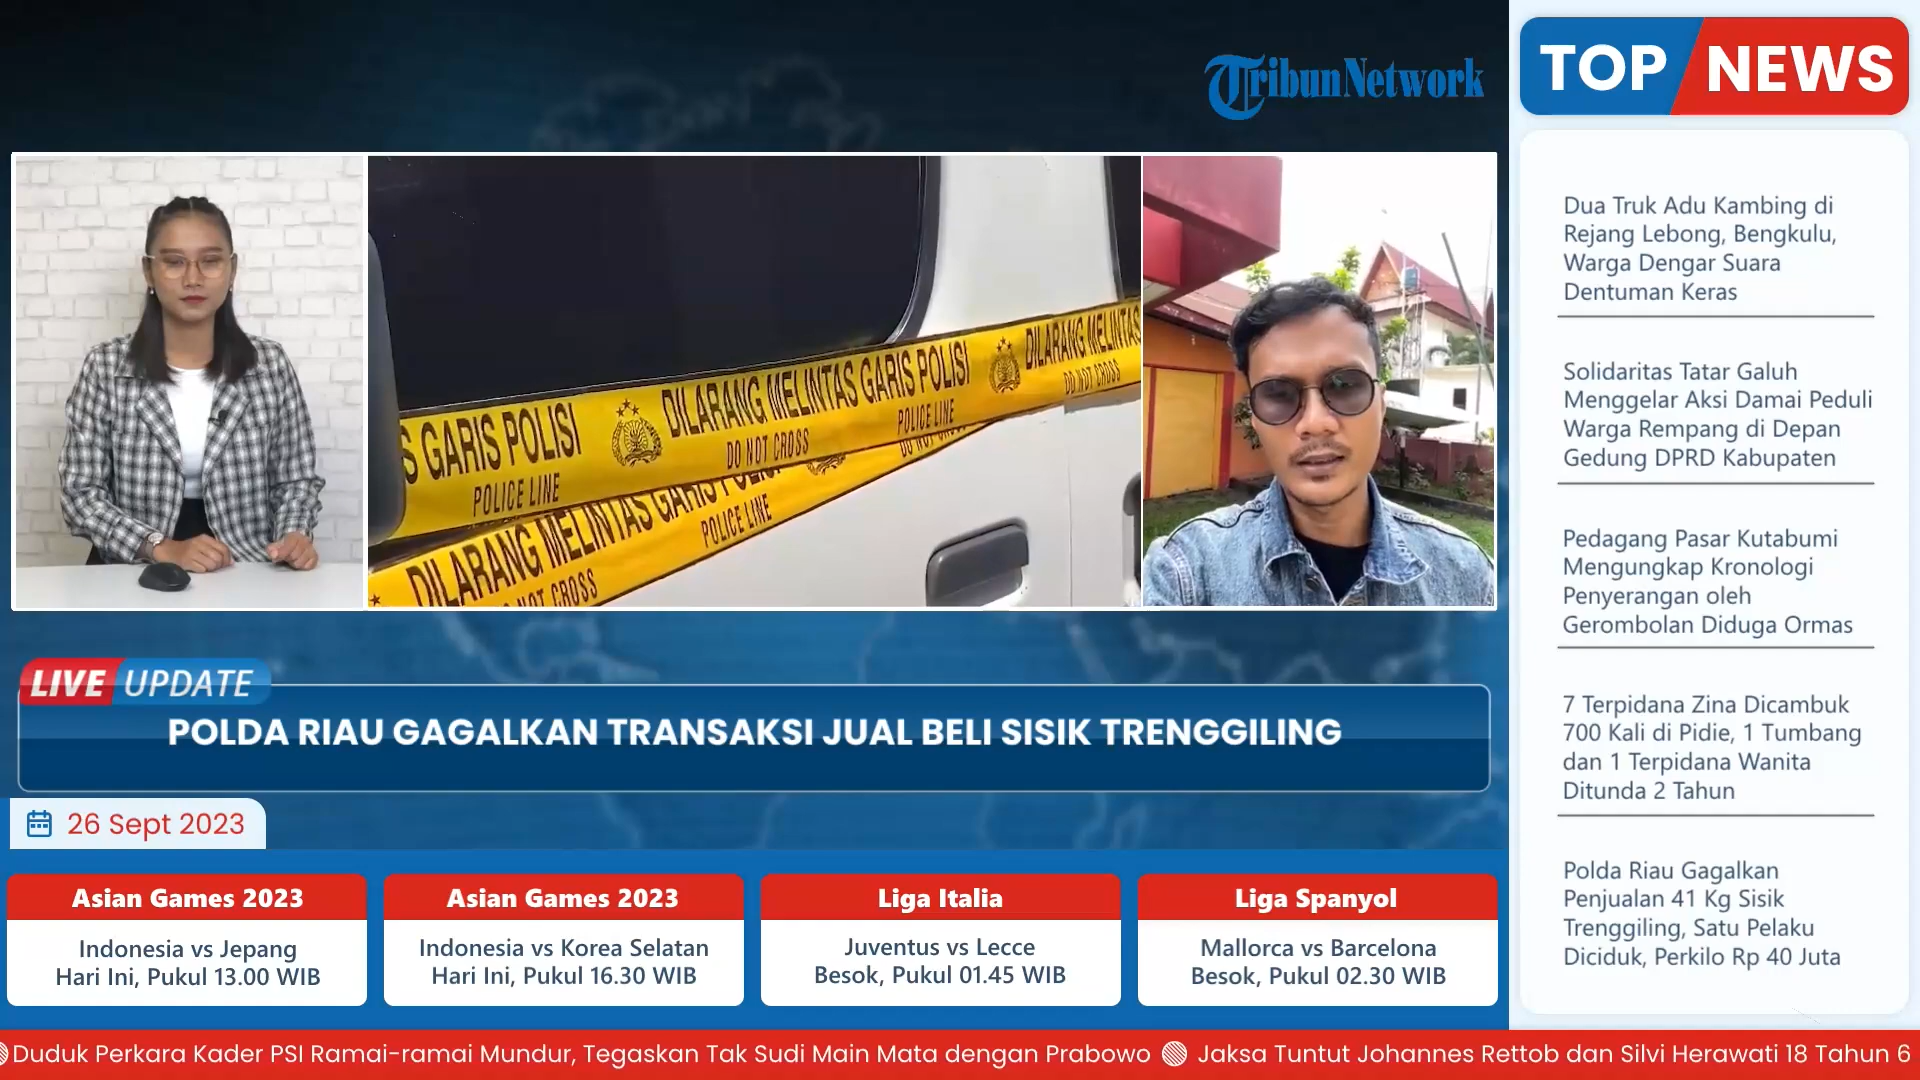 TribunNetwork
TOP NEWS
Dua Truk Adu Kambing di
Rejang Lebong, Bengkulu,
Warga Dengar Suara
Dentuman Keras
Solidaritas Tatar Galuh
Menggelar Aksi Damai Peduli
Warga Rempang di Depan
Gedung DPRD Kabupaten
Pedagang Pasar Kutabumi
Mengungkap Kronologi
Penyerangan oleh
Gerombolan Diduga Ormas
7 Terpidana Zina Dicambuk
700 Kali di Pidie, 1 Tumbang
dan 1 Terpidana Wanita
Ditunda 2 Tahun
Polda Riau Gagalkan
Penjualan 41 Kg Sisik
Trenggiling, Satu Pelaku
Diciduk, Perkilo Rp 40 Juta
S GARIS POLISI
POLICE LINE
DILARANG MELINTAS GARIS POLISI
DO NOT CROSS
POLICE LINE
DILARANG MELINTAS
DO NOT CROSS
DILARANG MELINTAS GARIS POLISI
NOT CROSS
POLICE LINE
DO NOT CROSS
LIVE UPDATE
POLDA RIAU GAGALKAN TRANSAKSI JUAL BELI SISIK TRENGGILING
26 Sept 2023
Asian Games 2023
Indonesia vs Jepang
Hari Ini, Pukul 13.00 WIB
Asian Games 2023
Indonesia vs Korea Selatan
Hari Ini, Pukul 16.30 WIB
Liga Italia
Juventus vs Lecce
Besok, Pukul 01.45 WIB
Liga Spanyol
Mallorca vs Barcelona
Besok, Pukul 02.30 WIB
Duduk Perkara Kader PSI Ramai-ramai Mundur, Tegaskan Tak Sudi Main Mata dengan Prabowo Jaksa Tuntut Johannes Rettob dan Silvi Herawati 18 Tahun 6